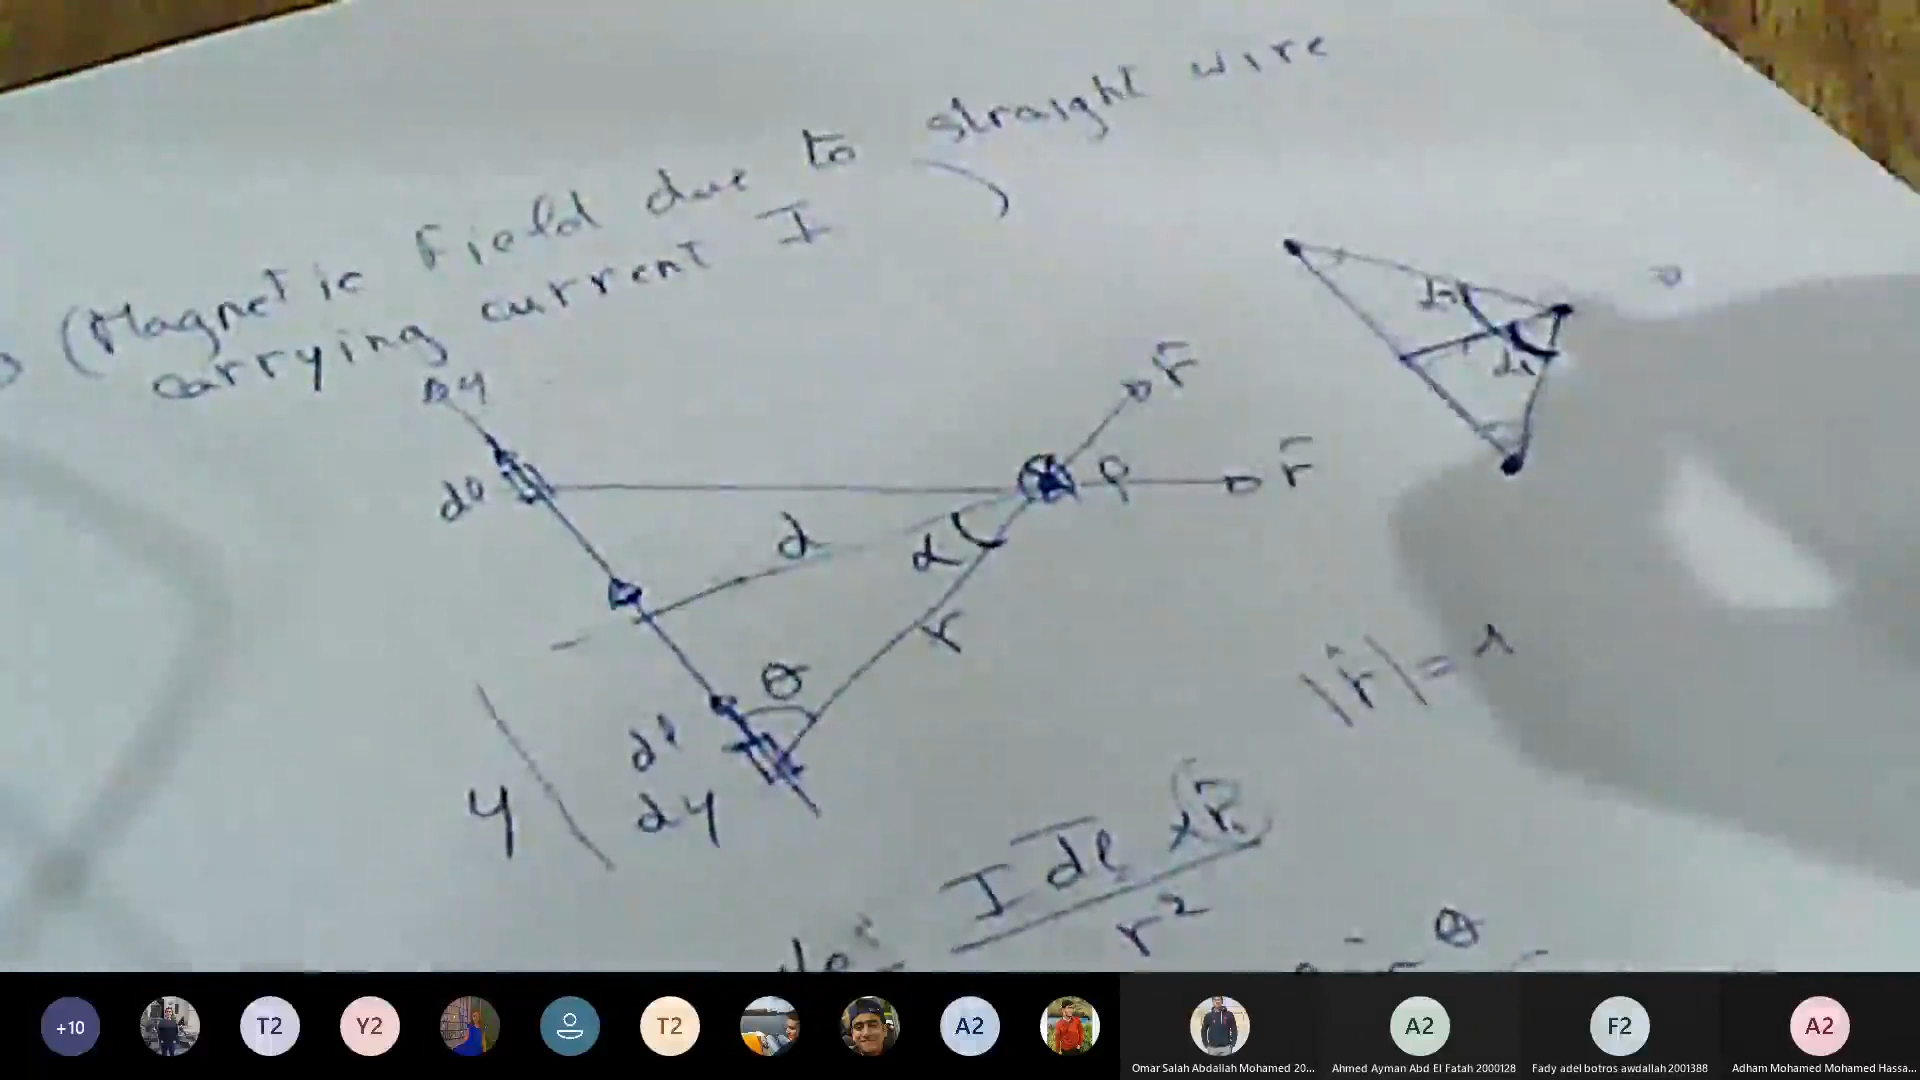 (Magnetic Field due to straight wire
carrying current I )
y
r
dl
P
r
d
α
r
θ
|r̂| = 1
dl
y
dy
I dl x r
r²
θ
+10
T2
Y2
T2
A2
A2
F2
A2
Omar Salah Abdallah Mohamed 20...
Ahmed Ayman Abd El Fatah 2000128
Fady adel botros awdallah 2001388
Adham Mohamed Mohamed Hassa...